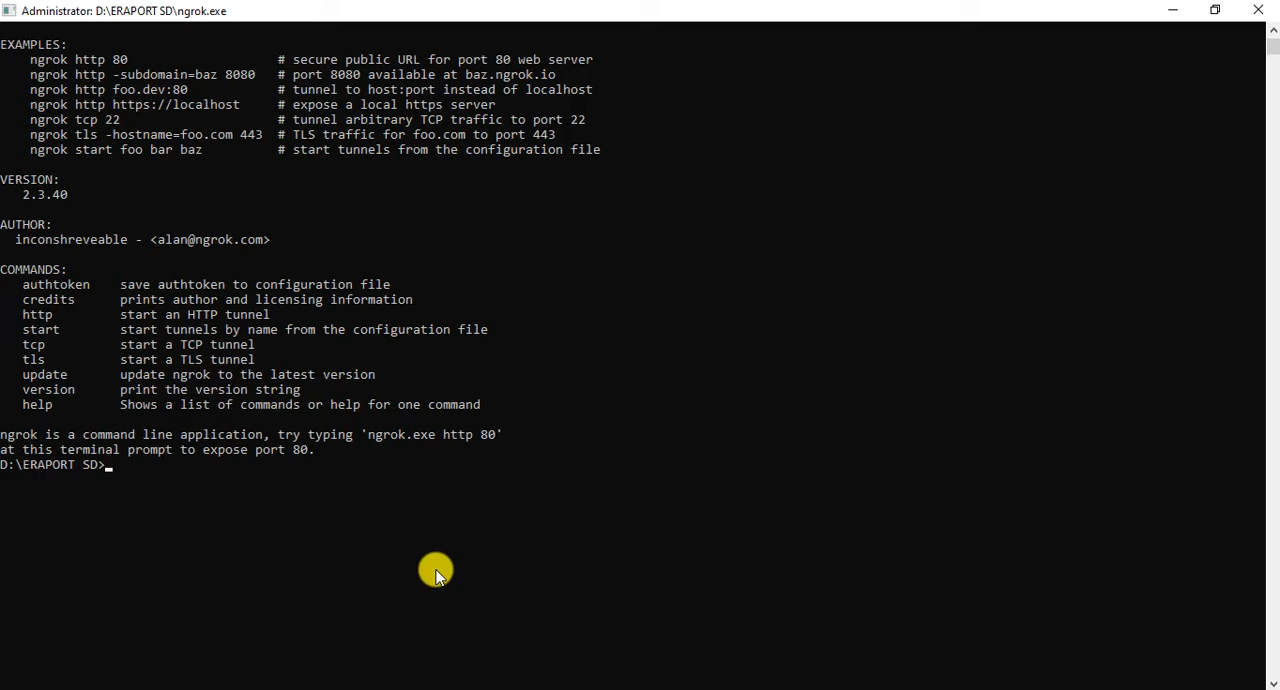 Administrator: D:\ERAPORT SD\ngrok.exe
EXAMPLES:
    ngrok http 80                    # secure public URL for port 80 web server
    ngrok http -subdomain=baz 8080   # port 8080 available at baz.ngrok.io
    ngrok http foo.dev:80            # tunnel to host:port instead of localhost
    ngrok http https://localhost     # expose a local https server
    ngrok tcp 22                     # tunnel arbitrary TCP traffic to port 22
    ngrok tls -hostname=foo.com 443  # TLS traffic for foo.com to port 443
    ngrok start foo bar baz          # start tunnels from the configuration file
VERSION:
   2.3.40
AUTHOR:
  inconshreveable - <alan@ngrok.com>
COMMANDS:
   authtoken    save authtoken to configuration file
   credits      prints author and licensing information
   http         start an HTTP tunnel
   start        start tunnels by name from the configuration file
   tcp          start a TCP tunnel
   tls          start a TLS tunnel
   update       update ngrok to the latest version
   version      print the version string
   help         Shows a list of commands or help for one command
ngrok is a command line application, try typing 'ngrok.exe http 80'
at this terminal prompt to expose port 80.
D:\ERAPORT SD>